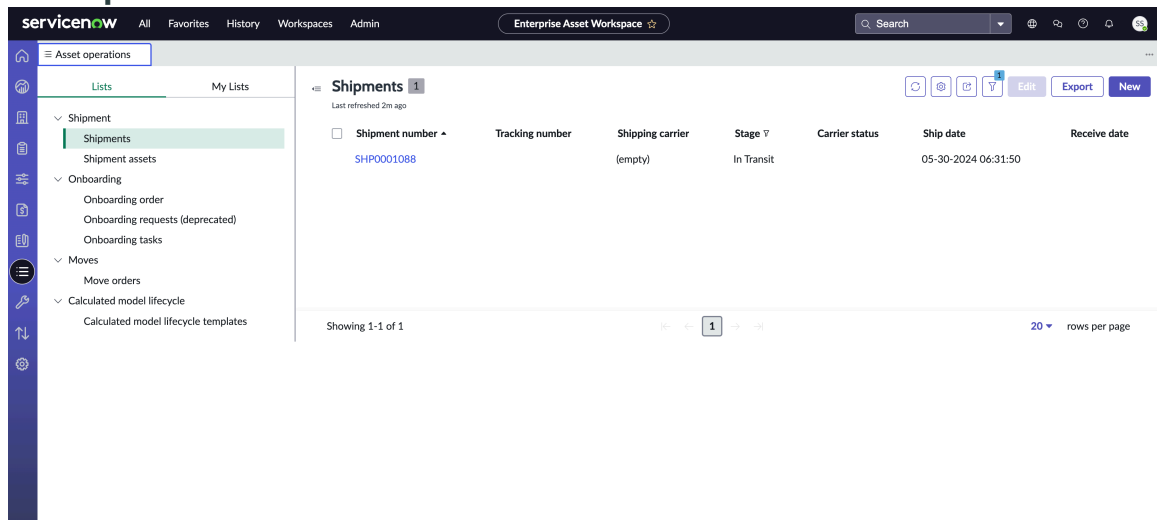 servicenow All Favorites History Workspaces Admin Enterprise Asset Workspace Search SS
Asset operations
Lists My Lists
Shipment
Shipments
Shipment assets
Onboarding
Onboarding order
Onboarding requests (deprecated)
Onboarding tasks
Moves
Move orders
Calculated model lifecycle
Calculated model lifecycle templates
Shipments 1
Last refreshed 2m ago
1 Edit Export New
Shipment number Tracking number Shipping carrier Stage Carrier status Ship date Receive date
SHP0001088 (empty) In Transit 05-30-2024 06:31:50
Showing 1-1 of 1 1 20 rows per page